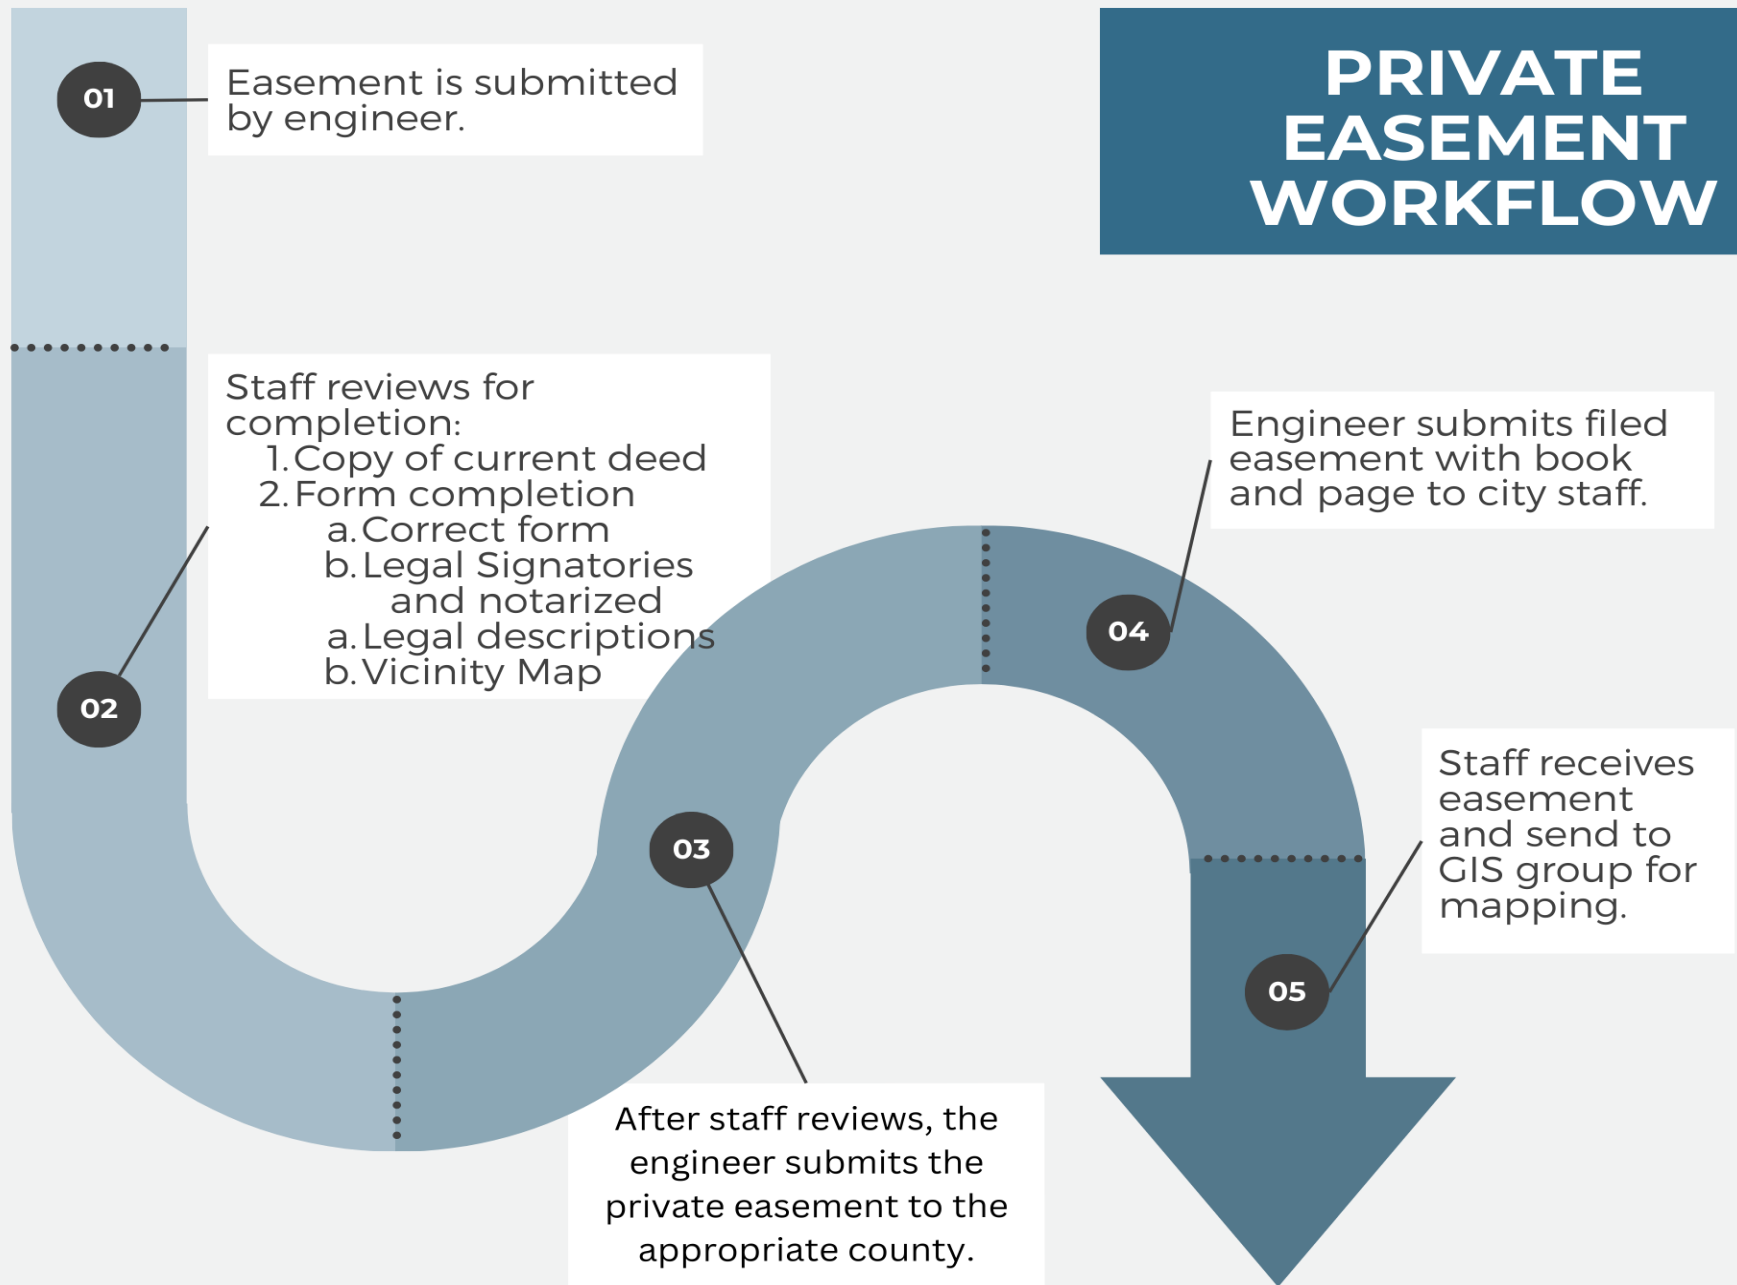 PRIVATE
EASEMENT
WORKFLOW
01
Easement is submitted
by engineer.
02
Staff reviews for
completion:
1.Copy of current deed
2.Form completion
a.Correct form
b.Legal Signatories
and notarized
a.Legal descriptions
b.Vicinity Map
03
After staff reviews, the
engineer submits the
private easement to the
appropriate county.
04
Engineer submits filed
easement with book
and page to city staff.
05
Staff receives
easement
and send to
GIS group for
mapping.